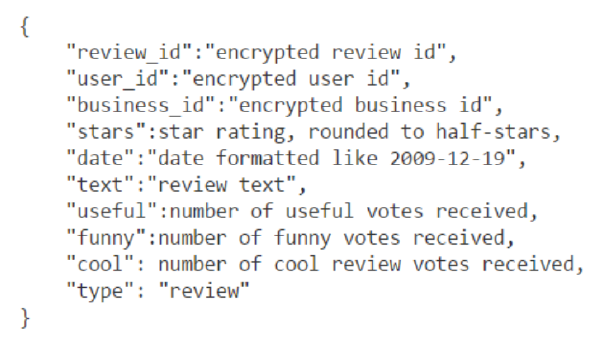 {
"review_id":"encrypted review id",
"user_id":"encrypted user id",
"business_id":"encrypted business id",
"stars":star rating, rounded to half-stars,
"date":"date formatted like 2009-12-19",
"text":"review text",
"useful":number of useful votes received,
"funny":number of funny votes received,
"cool": number of cool review votes received,
"type": "review"
}